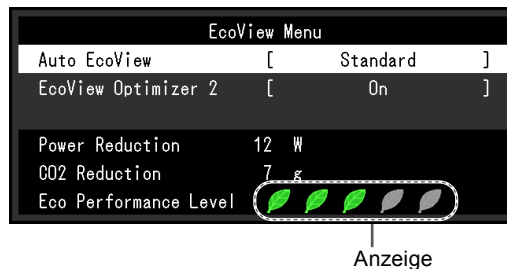 EcoView Menu
Auto EcoView [ Standard ]
EcoView Optimizer 2 [ On ]
Power Reduction 12 W
CO2 Reduction 7 g
Eco Performance Level
Anzeige